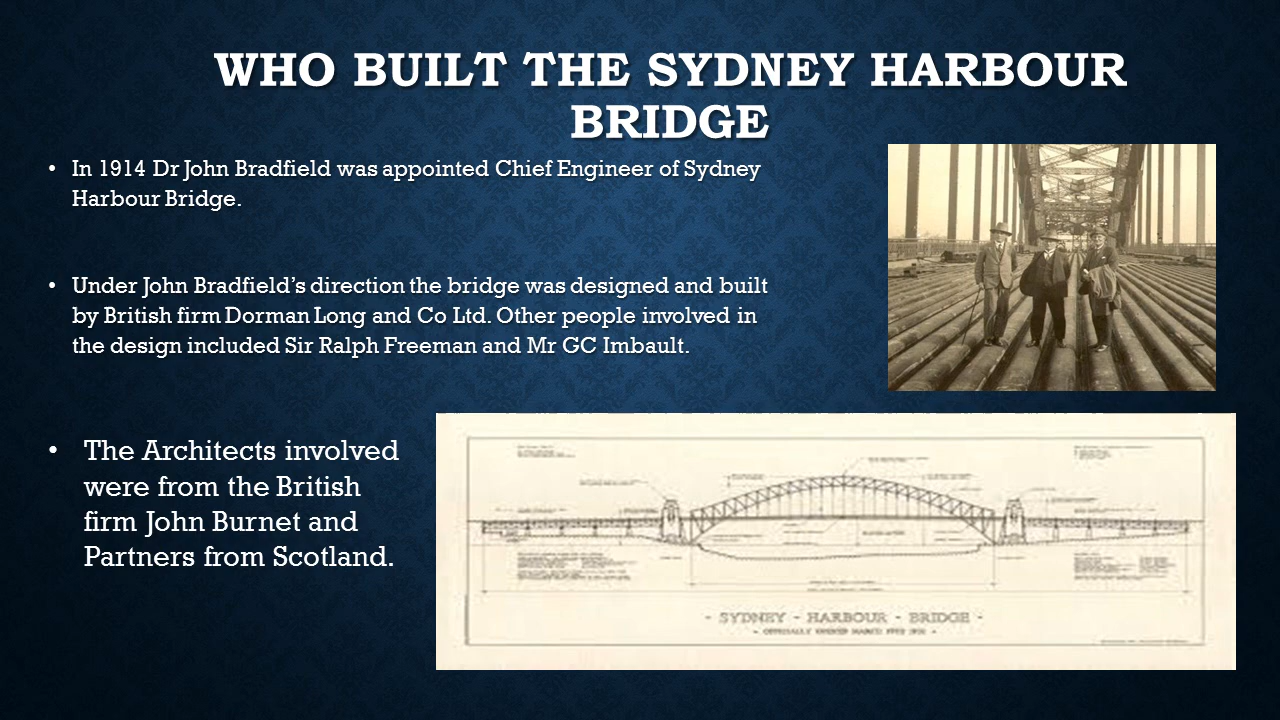 WHO BUILT THE SYDNEY HARBOUR
BRIDGE
• In 1914 Dr John Bradfield was appointed Chief Engineer of Sydney
Harbour Bridge.
• Under John Bradfield’s direction the bridge was designed and built
by British firm Dorman Long and Co Ltd. Other people involved in
the design included Sir Ralph Freeman and Mr GC Imbault.
• The Architects involved
were from the British
firm John Burnet and
Partners from Scotland.
- SYDNEY - HARBOUR - BRIDGE -
- OFFICIALLY OPENED MARCH